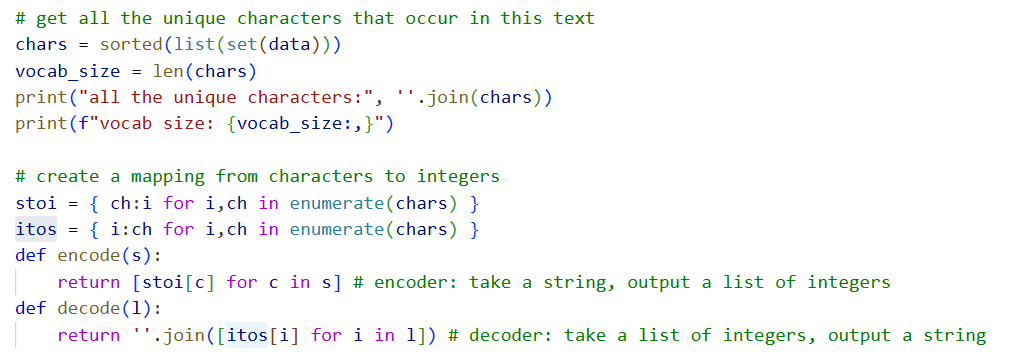 # get all the unique characters that occur in this text
chars = sorted(list(set(data)))
vocab_size = len(chars)
print("all the unique characters:", ''.join(chars))
print(f"vocab size: {vocab_size:,}")
# create a mapping from characters to integers
stoi = { ch:i for i,ch in enumerate(chars) }
itos = { i:ch for i,ch in enumerate(chars) }
def encode(s):
    return [stoi[c] for c in s] # encoder: take a string, output a list of integers
def decode(l):
    return ''.join([itos[i] for i in l]) # decoder: take a list of integers, output a string